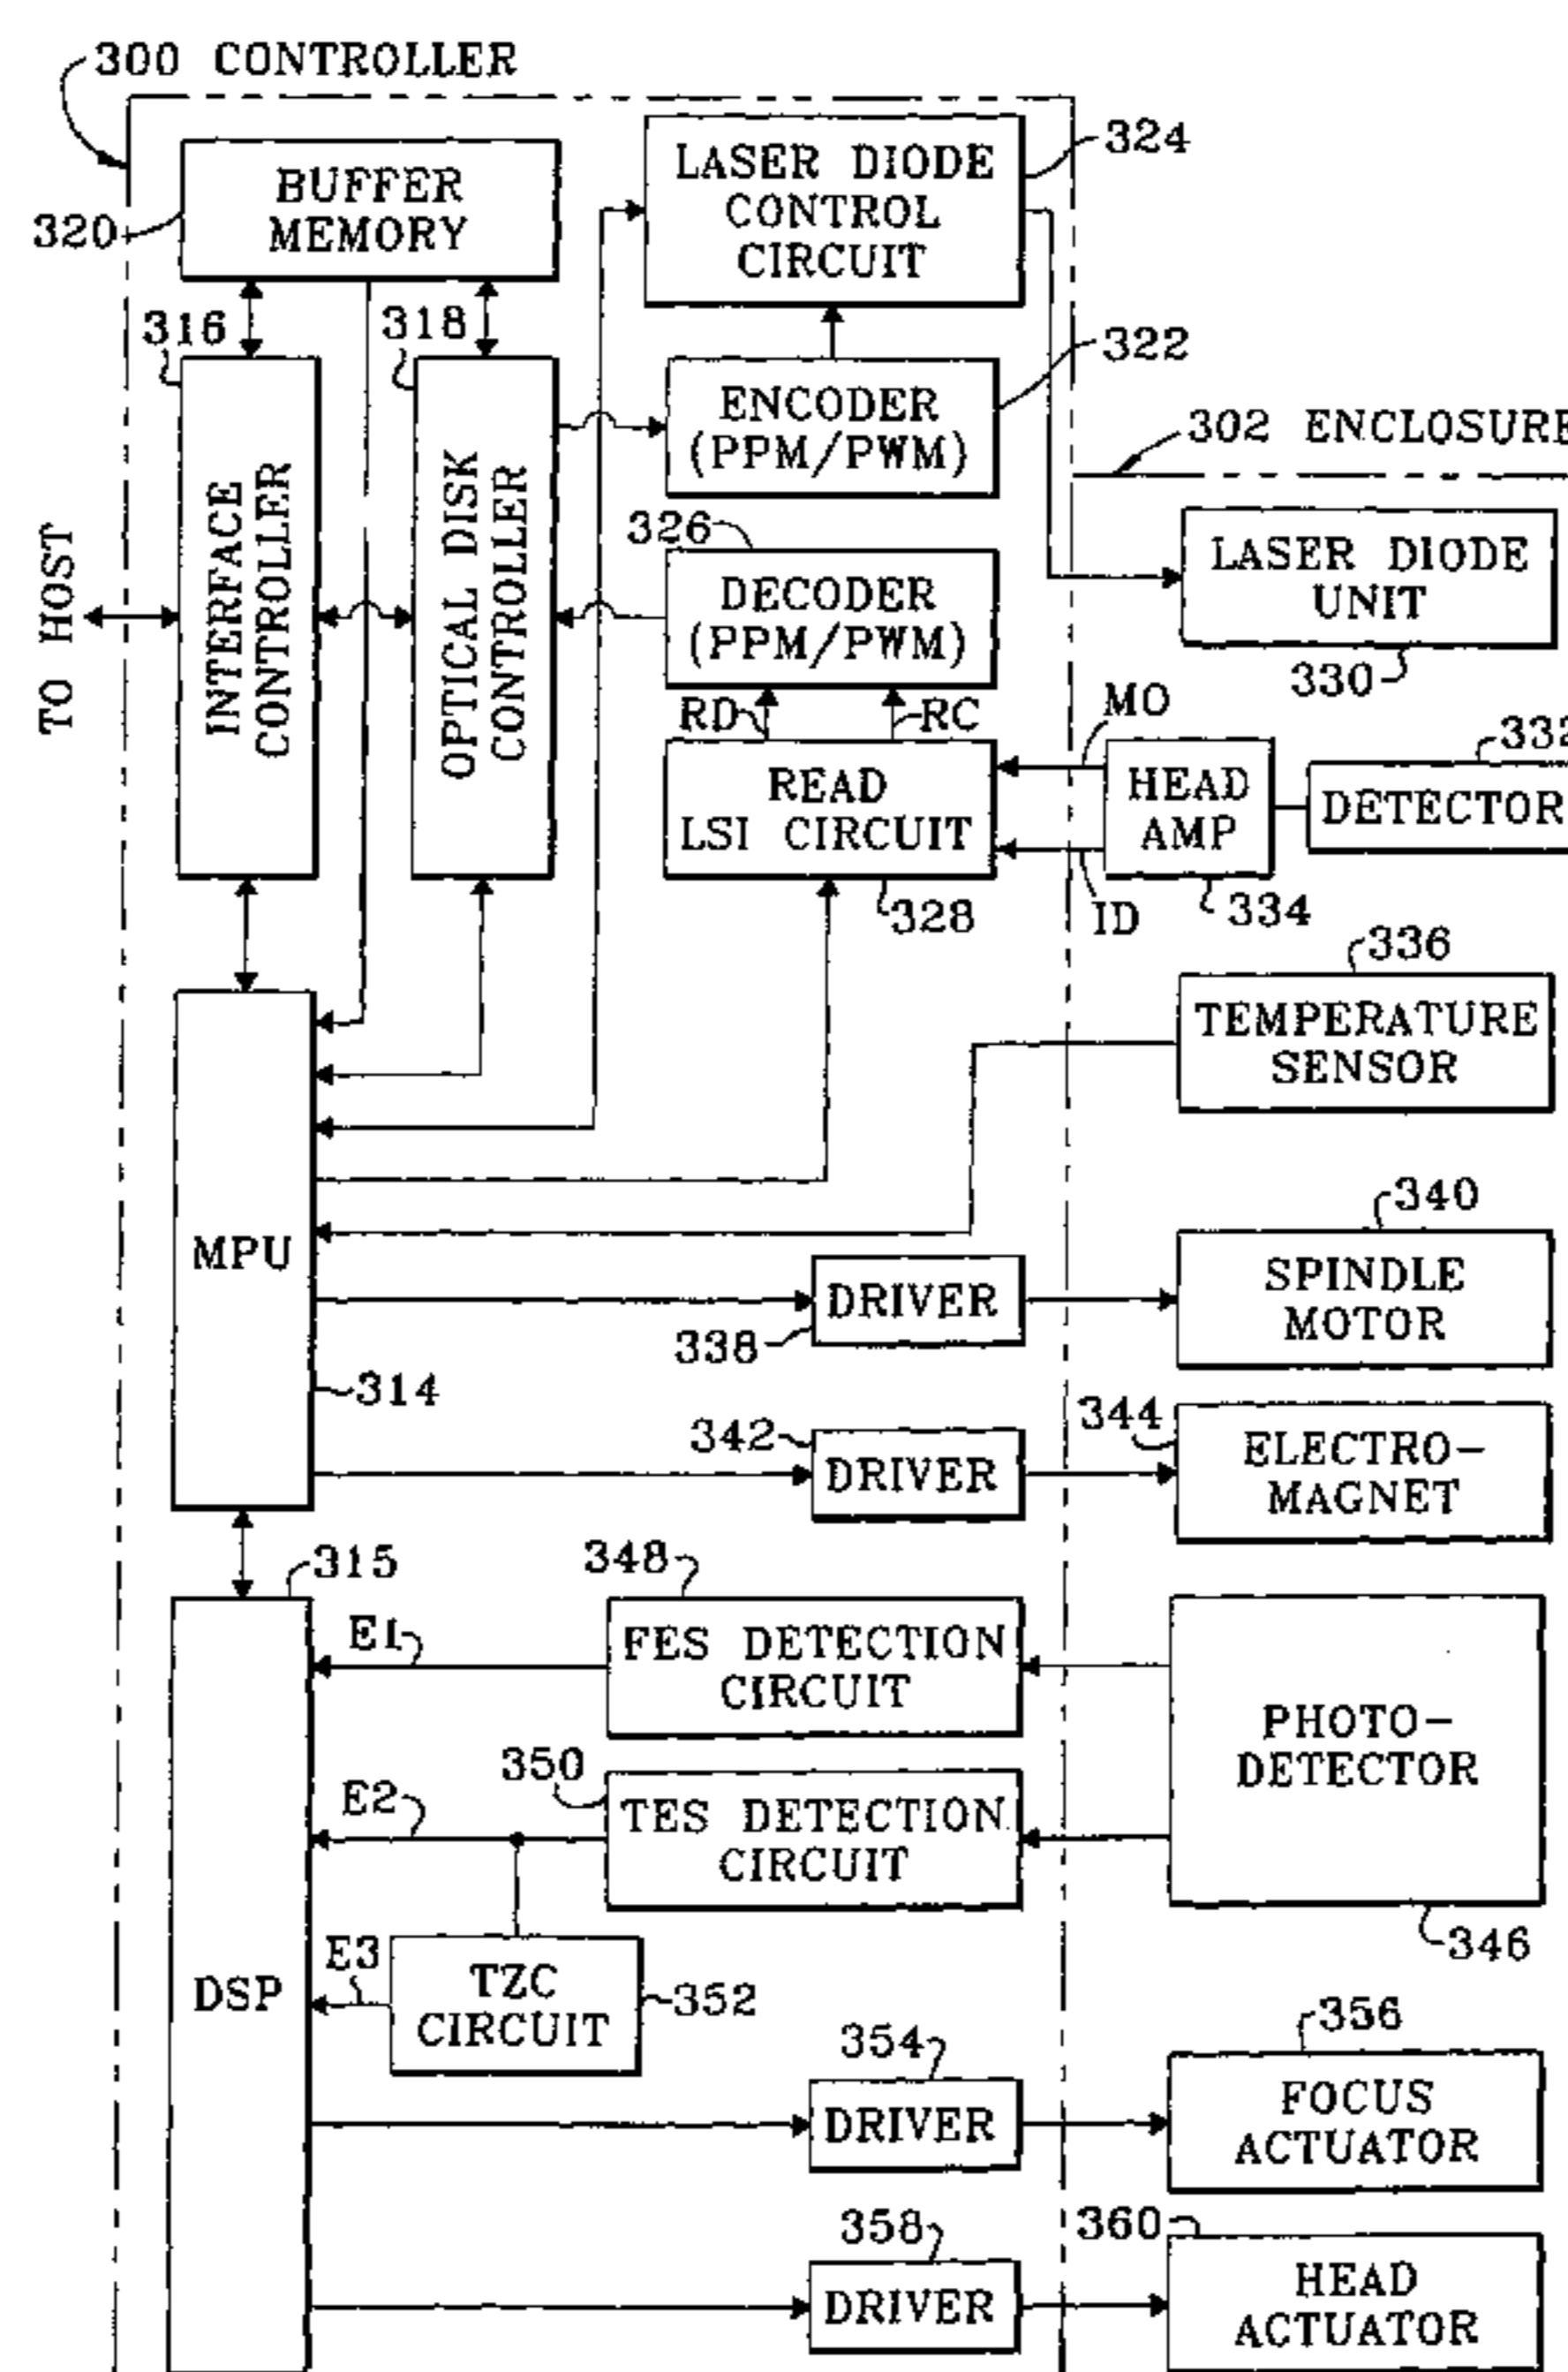 300 CONTROLLER
BUFFER
MEMORY
320
LASER DIODE
CONTROL
CIRCUIT
324
316
318
ENCODER
(PPM/PWM)
322
302 ENCLOSURE
TO HOST
INTERFACE
CONTROLLER
OPTICAL DISK
CONTROLLER
326
DECODER
(PPM/PWM)
LASER DIODE
UNIT
330
RD
RC
MO
READ
LSI CIRCUIT
328
HEAD
AMP
334
ID
332
DETECTOR
336
TEMPERATURE
SENSOR
MPU
314
340
SPINDLE
MOTOR
DRIVER
338
342
DRIVER
344
ELECTRO-
MAGNET
315
348
E1
FES DETECTION
CIRCUIT
PHOTO-
DETECTOR
346
350
E2
TES DETECTION
CIRCUIT
DSP
E3
TZC
CIRCUIT
352
354
DRIVER
356
FOCUS
ACTUATOR
358
DRIVER
360
HEAD
ACTUATOR